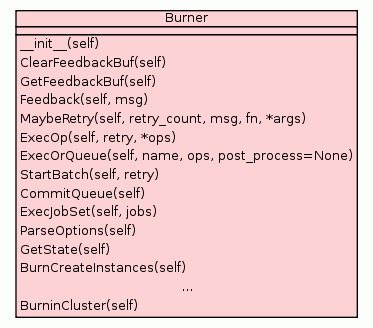 Burner
__init__(self)
ClearFeedbackBuf(self)
GetFeedbackBuf(self)
Feedback(self, msg)
MaybeRetry(self, retry_count, msg, fn, *args)
ExecOp(self, retry, *ops)
ExecOrQueue(self, name, ops, post_process=None)
StartBatch(self, retry)
CommitQueue(self)
ExecJobSet(self, jobs)
ParseOptions(self)
GetState(self)
BurnCreateInstances(self)
...
BurninCluster(self)